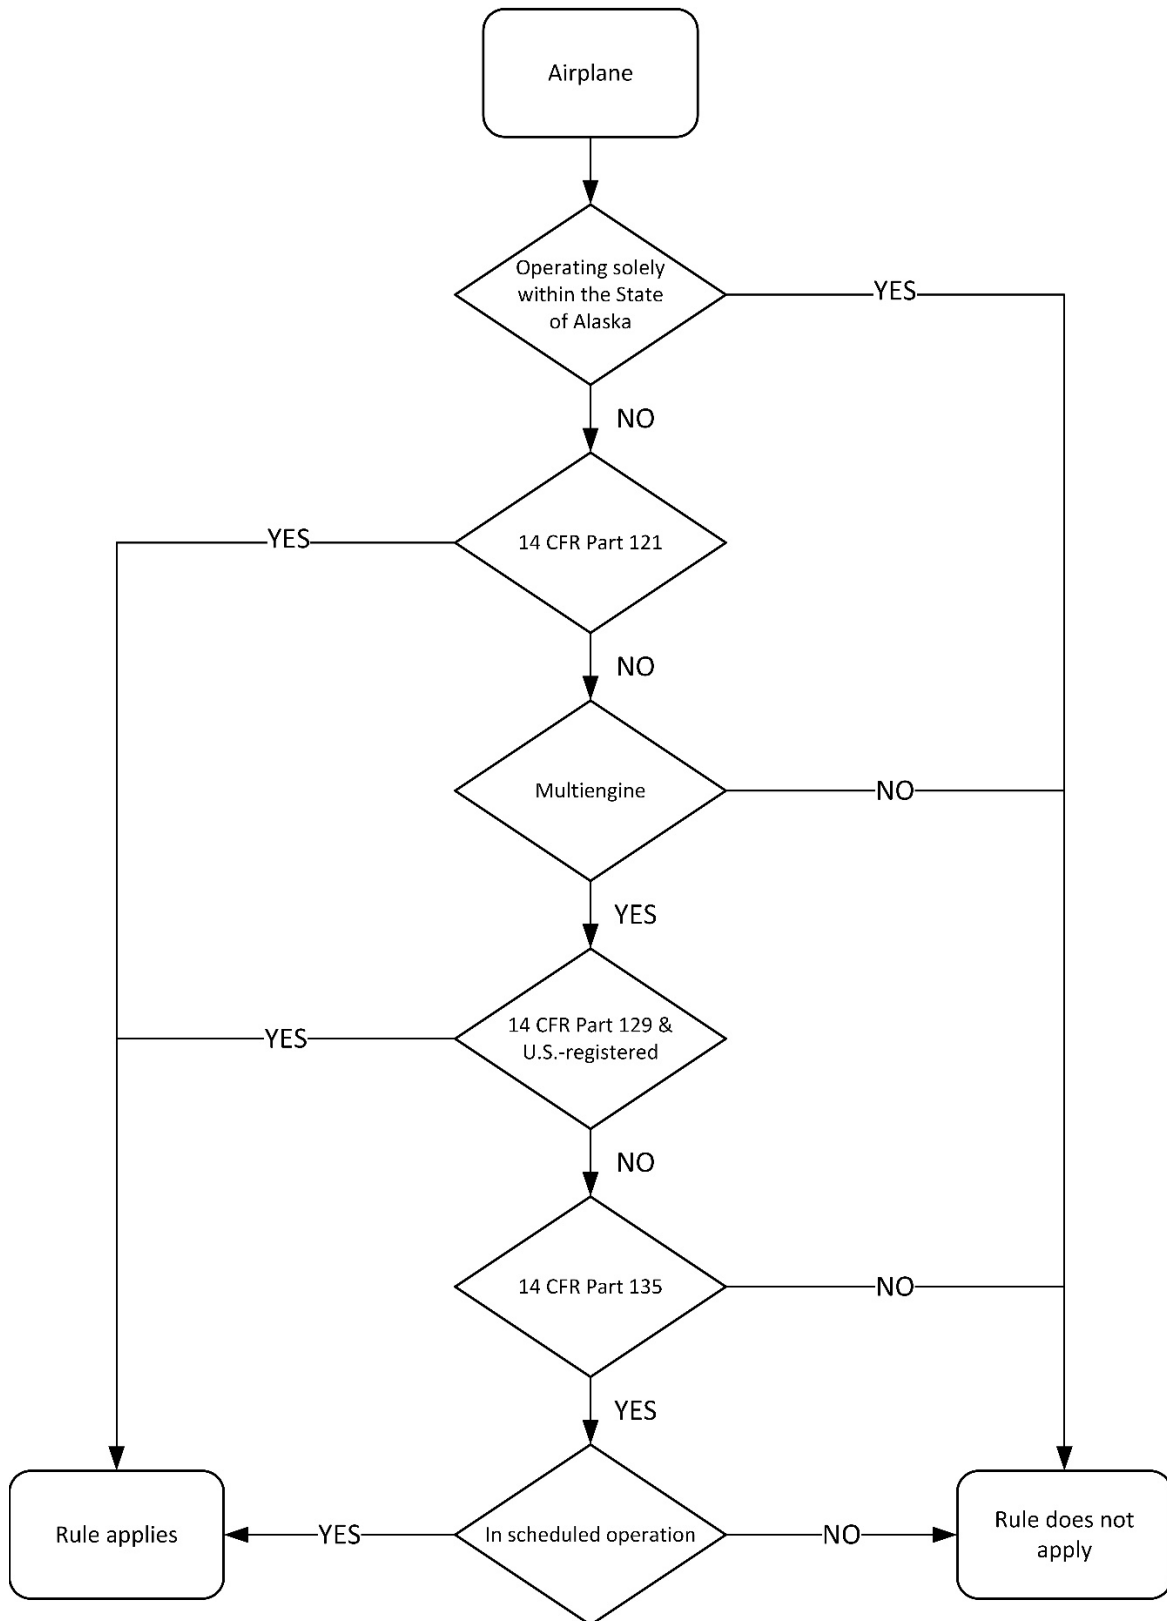 Airplane
Operating solely
within the State
of Alaska
YES
NO
YES
14 CFR Part 121
NO
Multiengine
NO
YES
14 CFR Part 129 &
U.S.-registered
YES
NO
14 CFR Part 135
NO
YES
Rule applies
YES
In scheduled operation
NO
Rule does not
apply